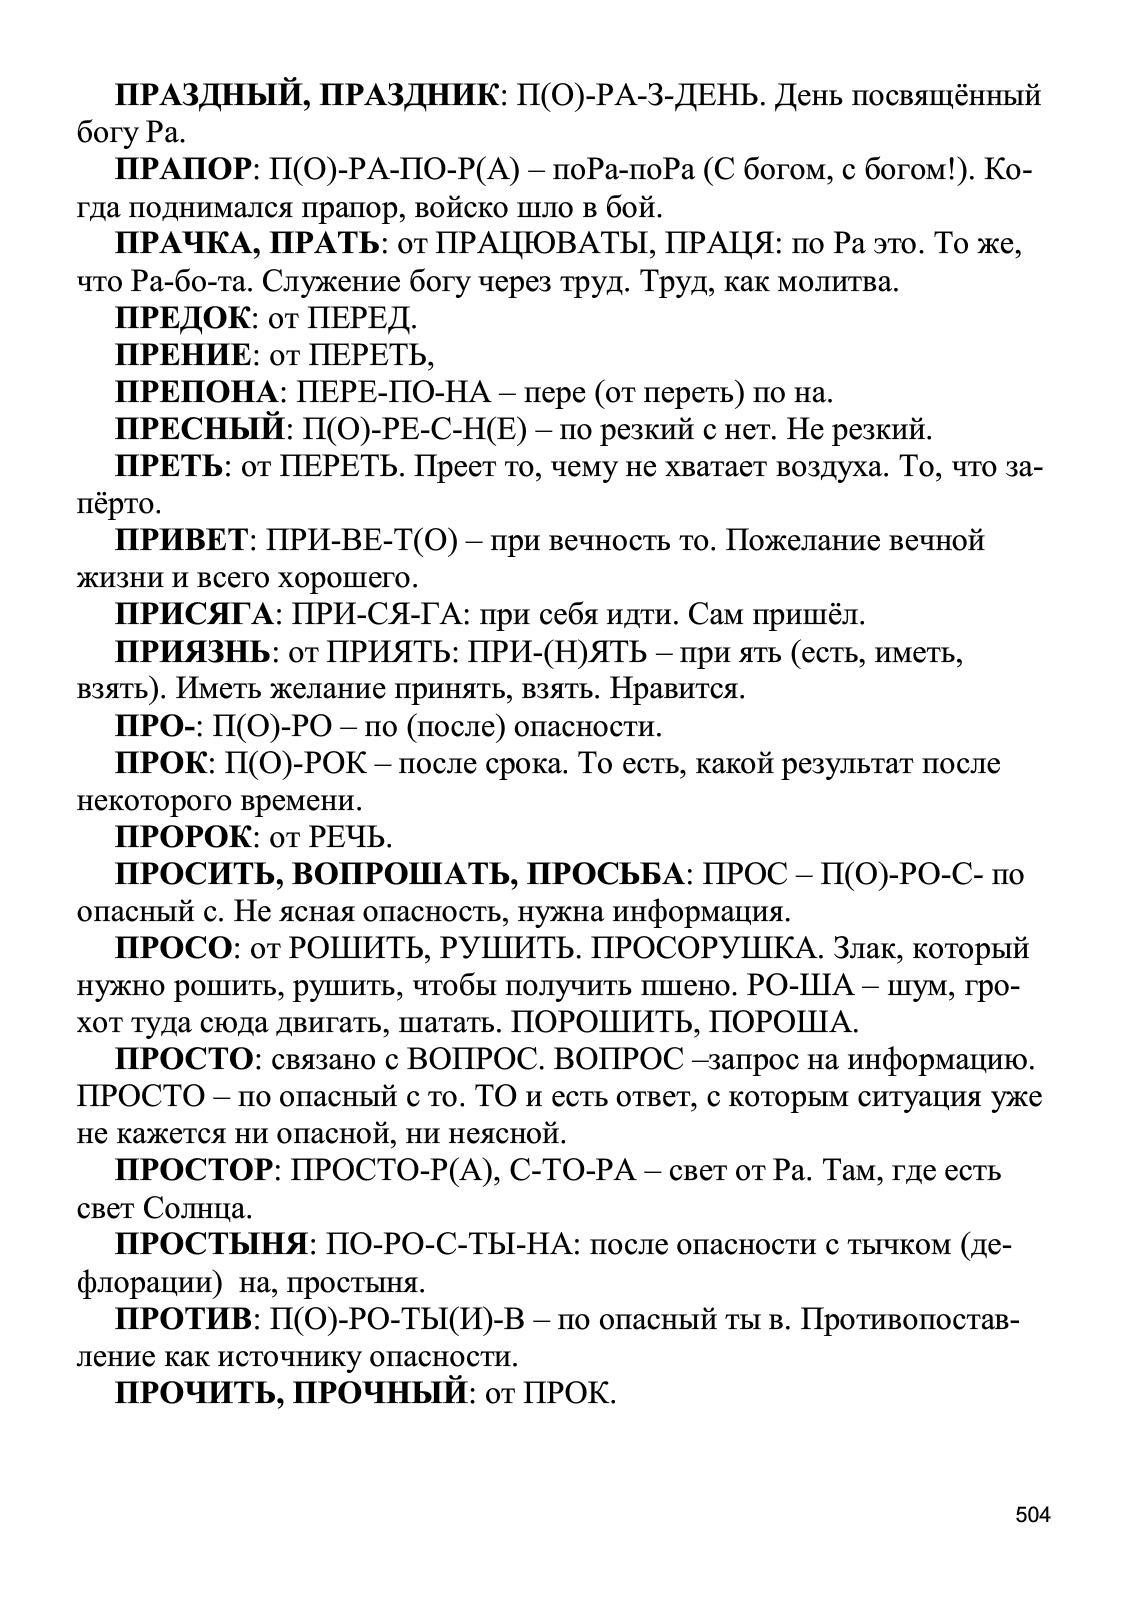 ПРАЗДНЫЙ, ПРАЗДНИК: П(О)-РА-З-ДЕНЬ. День посвящённый
богу Ра.
ПРАПОР: П(О)-РА-ПО-Р(А) – поРа-поРа (С богом, с богом!). Ко-
гда поднимался прапор, войско шло в бой.
ПРАЧКА, ПРАТЬ: от ПРАЦЮВАТЫ, ПРАЦЯ: по Ра это. То же,
что Ра-бо-та. Служение богу через труд. Труд, как молитва.
ПРЕДОК: от ПЕРЕД.
ПРЕНИЕ: от ПЕРЕТЬ,
ПРЕПОНА: ПЕРЕ-ПО-НА – пере (от переть) по на.
ПРЕСНЫЙ: П(О)-РЕ-С-Н(Е) – по резкий с нет. Не резкий.
ПРЕТЬ: от ПЕРЕТЬ. Преет то, чему не хватает воздуха. То, что за-
пёрто.
ПРИВЕТ: ПРИ-ВЕ-Т(О) – при вечность то. Пожелание вечной
жизни и всего хорошего.
ПРИСЯГА: ПРИ-СЯ-ГА: при себя идти. Сам пришёл.
ПРИЯЗНЬ: от ПРИЯТЬ: ПРИ-(Н)ЯТЬ – при ять (есть, иметь,
взять). Иметь желание принять, взять. Нравится.
ПРО-: П(О)-РО – по (после) опасности.
ПРОК: П(О)-РОК – после срока. То есть, какой результат после
некоторого времени.
ПРОРОК: от РЕЧЬ.
ПРОСИТЬ, ВОПРОШАТЬ, ПРОСЬБА: ПРОС – П(О)-РО-С- по
опасный с. Не ясная опасность, нужна информация.
ПРОСО: от РОШИТЬ, РУШИТЬ. ПРОСОРУШКА. Злак, который
нужно рошить, рушить, чтобы получить пшено. РО-ША – шум, гро-
хот туда сюда двигать, шатать. ПОРОШИТЬ, ПОРОША.
ПРОСТО: связано с ВОПРОС. ВОПРОС –запрос на информацию.
ПРОСТО – по опасный с то. ТО и есть ответ, с которым ситуация уже
не кажется ни опасной, ни неясной.
ПРОСТОР: ПРОСТО-Р(А), С-ТО-РА – свет от Ра. Там, где есть
свет Солнца.
ПРОСТЫНЯ: ПО-РО-С-ТЫ-НА: после опасности с тычком (де-
флорации)  на, простыня.
ПРОТИВ: П(О)-РО-ТЫ(И)-В – по опасный ты в. Противопостав-
ление как источнику опасности.
ПРОЧИТЬ, ПРОЧНЫЙ: от ПРОК.
504